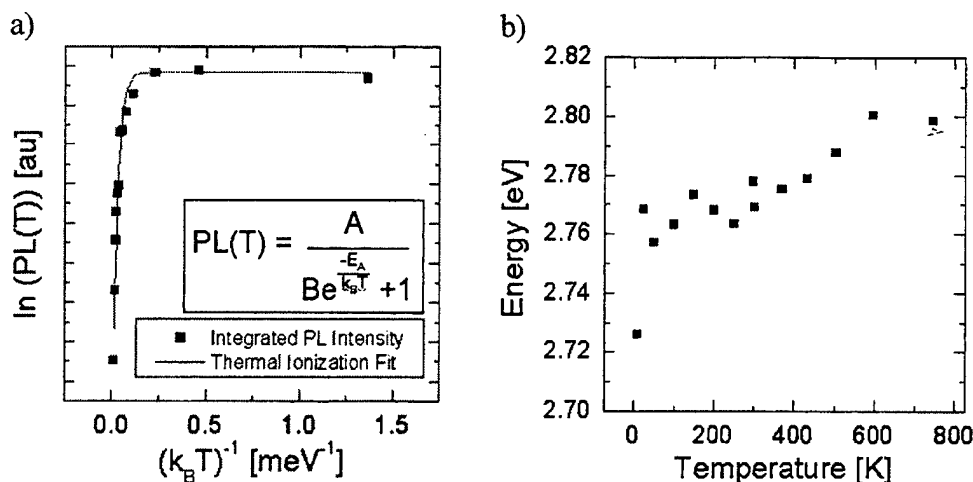 a)
ln (PL(T)) [au]
PL(T) = A / (Be^(-E_A / k_B T) + 1)
Integrated PL Intensity
Thermal Ionization Fit
0.0 0.5 1.0 1.5
(k_B T)^-1 [meV^-1]
b)
Energy [eV]
2.82
2.80
2.78
2.76
2.74
2.72
2.70
0 200 400 600 800
Temperature [K]